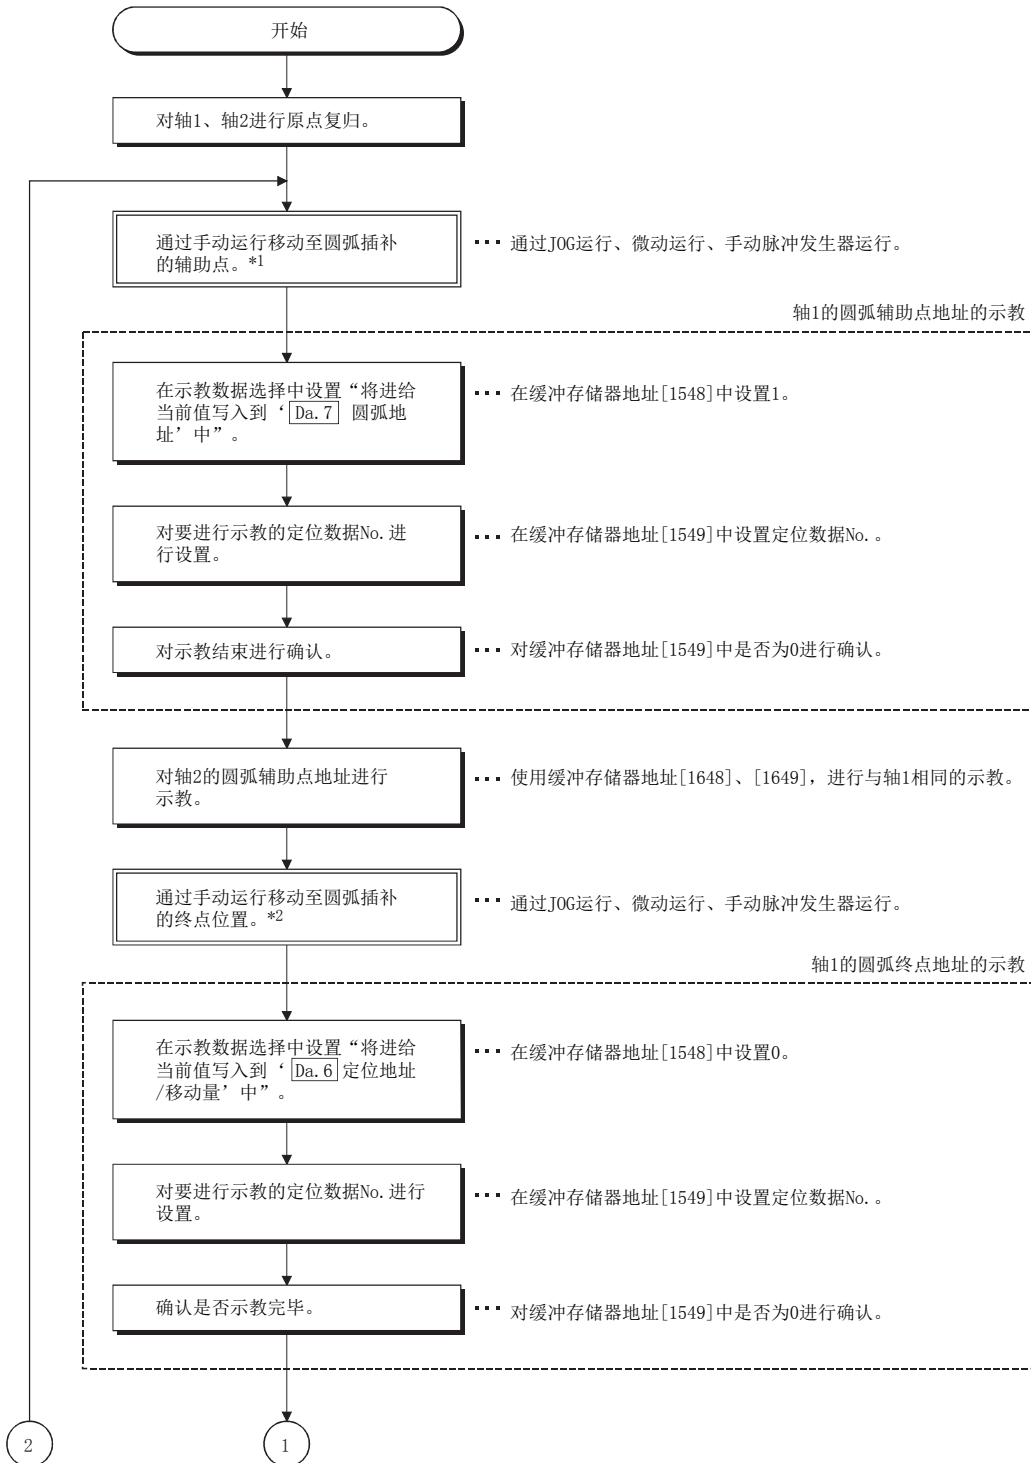 开始
对轴1、轴2进行原点复归。
通过手动运行移动至圆弧插补
的辅助点。*1
··· 通过JOG运行、微动运行、手动脉冲发生器运行。
轴1的圆弧辅助点地址的示教
在示教数据选择中设置“将进给
当前值写入到‘ Da.7 圆弧地
址’中”。
··· 在缓冲存储器地址[1548]中设置1。
对要进行示教的定位数据No.进
行设置。
··· 在缓冲存储器地址[1549]中设置定位数据No.。
对示教结束进行确认。
··· 对缓冲存储器地址[1549]中是否为0进行确认。
对轴2的圆弧辅助点地址进行
示教。
··· 使用缓冲存储器地址[1648]、[1649]，进行与轴1相同的示教。
通过手动运行移动至圆弧插补
的终点位置。*2
··· 通过JOG运行、微动运行、手动脉冲发生器运行。
轴1的圆弧终点地址的示教
在示教数据选择中设置“将进给
当前值写入到‘ Da.6 定位地址
/移动量’中”。
··· 在缓冲存储器地址[1548]中设置0。
对要进行示教的定位数据No.进行
设置。
··· 在缓冲存储器地址[1549]中设置定位数据No.。
确认是否示教完毕。
··· 对缓冲存储器地址[1549]中是否为0进行确认。
2
1